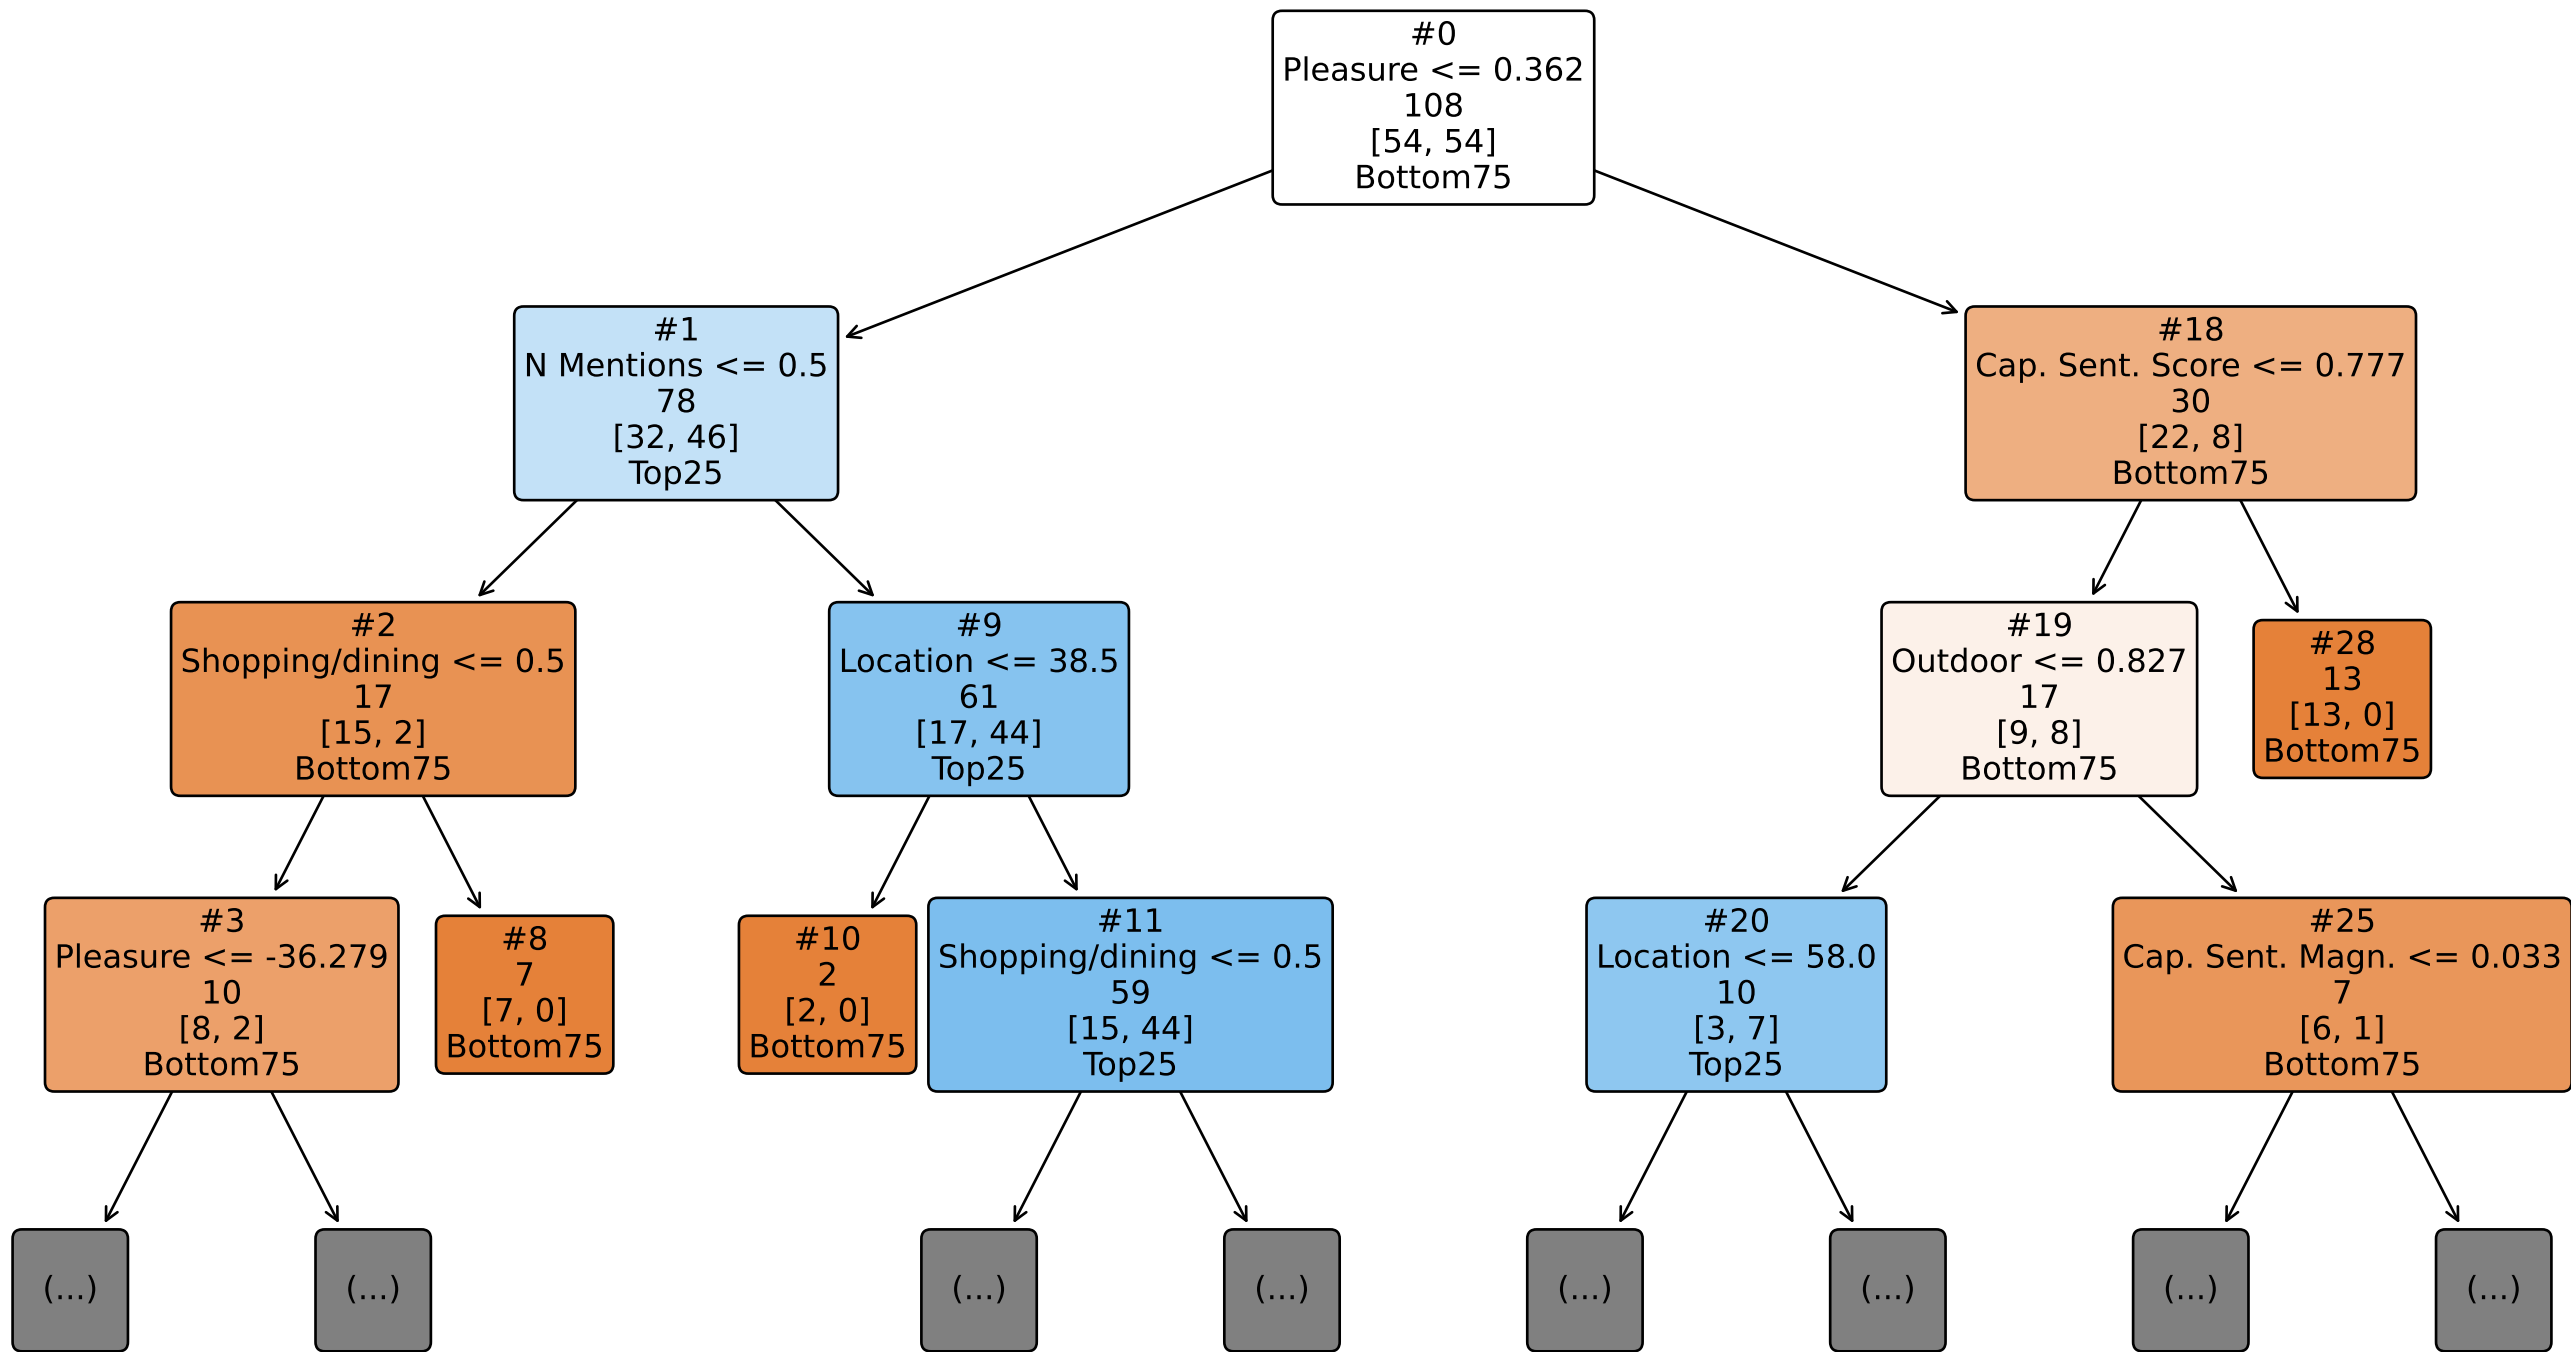 #0
Pleasure <= 0.362
108
[54, 54]
Bottom75
#1
N Mentions <= 0.5
78
[32, 46]
Top25
#18
Cap. Sent. Score <= 0.777
30
[22, 8]
Bottom75
#2
Shopping/dining <= 0.5
17
[15, 2]
Bottom75
#9
Location <= 38.5
61
[17, 44]
Top25
#19
Outdoor <= 0.827
17
[9, 8]
Bottom75
#28
13
[13, 0]
Bottom75
#3
Pleasure <= -36.279
10
[8, 2]
Bottom75
#8
7
[7, 0]
Bottom75
#10
2
[2, 0]
Bottom75
#11
Shopping/dining <= 0.5
59
[15, 44]
Top25
#20
Location <= 58.0
10
[3, 7]
Top25
#25
Cap. Sent. Magn. <= 0.033
7
[6, 1]
Bottom75
(...)
(...)
(...)
(...)
(...)
(...)
(...)
(...)